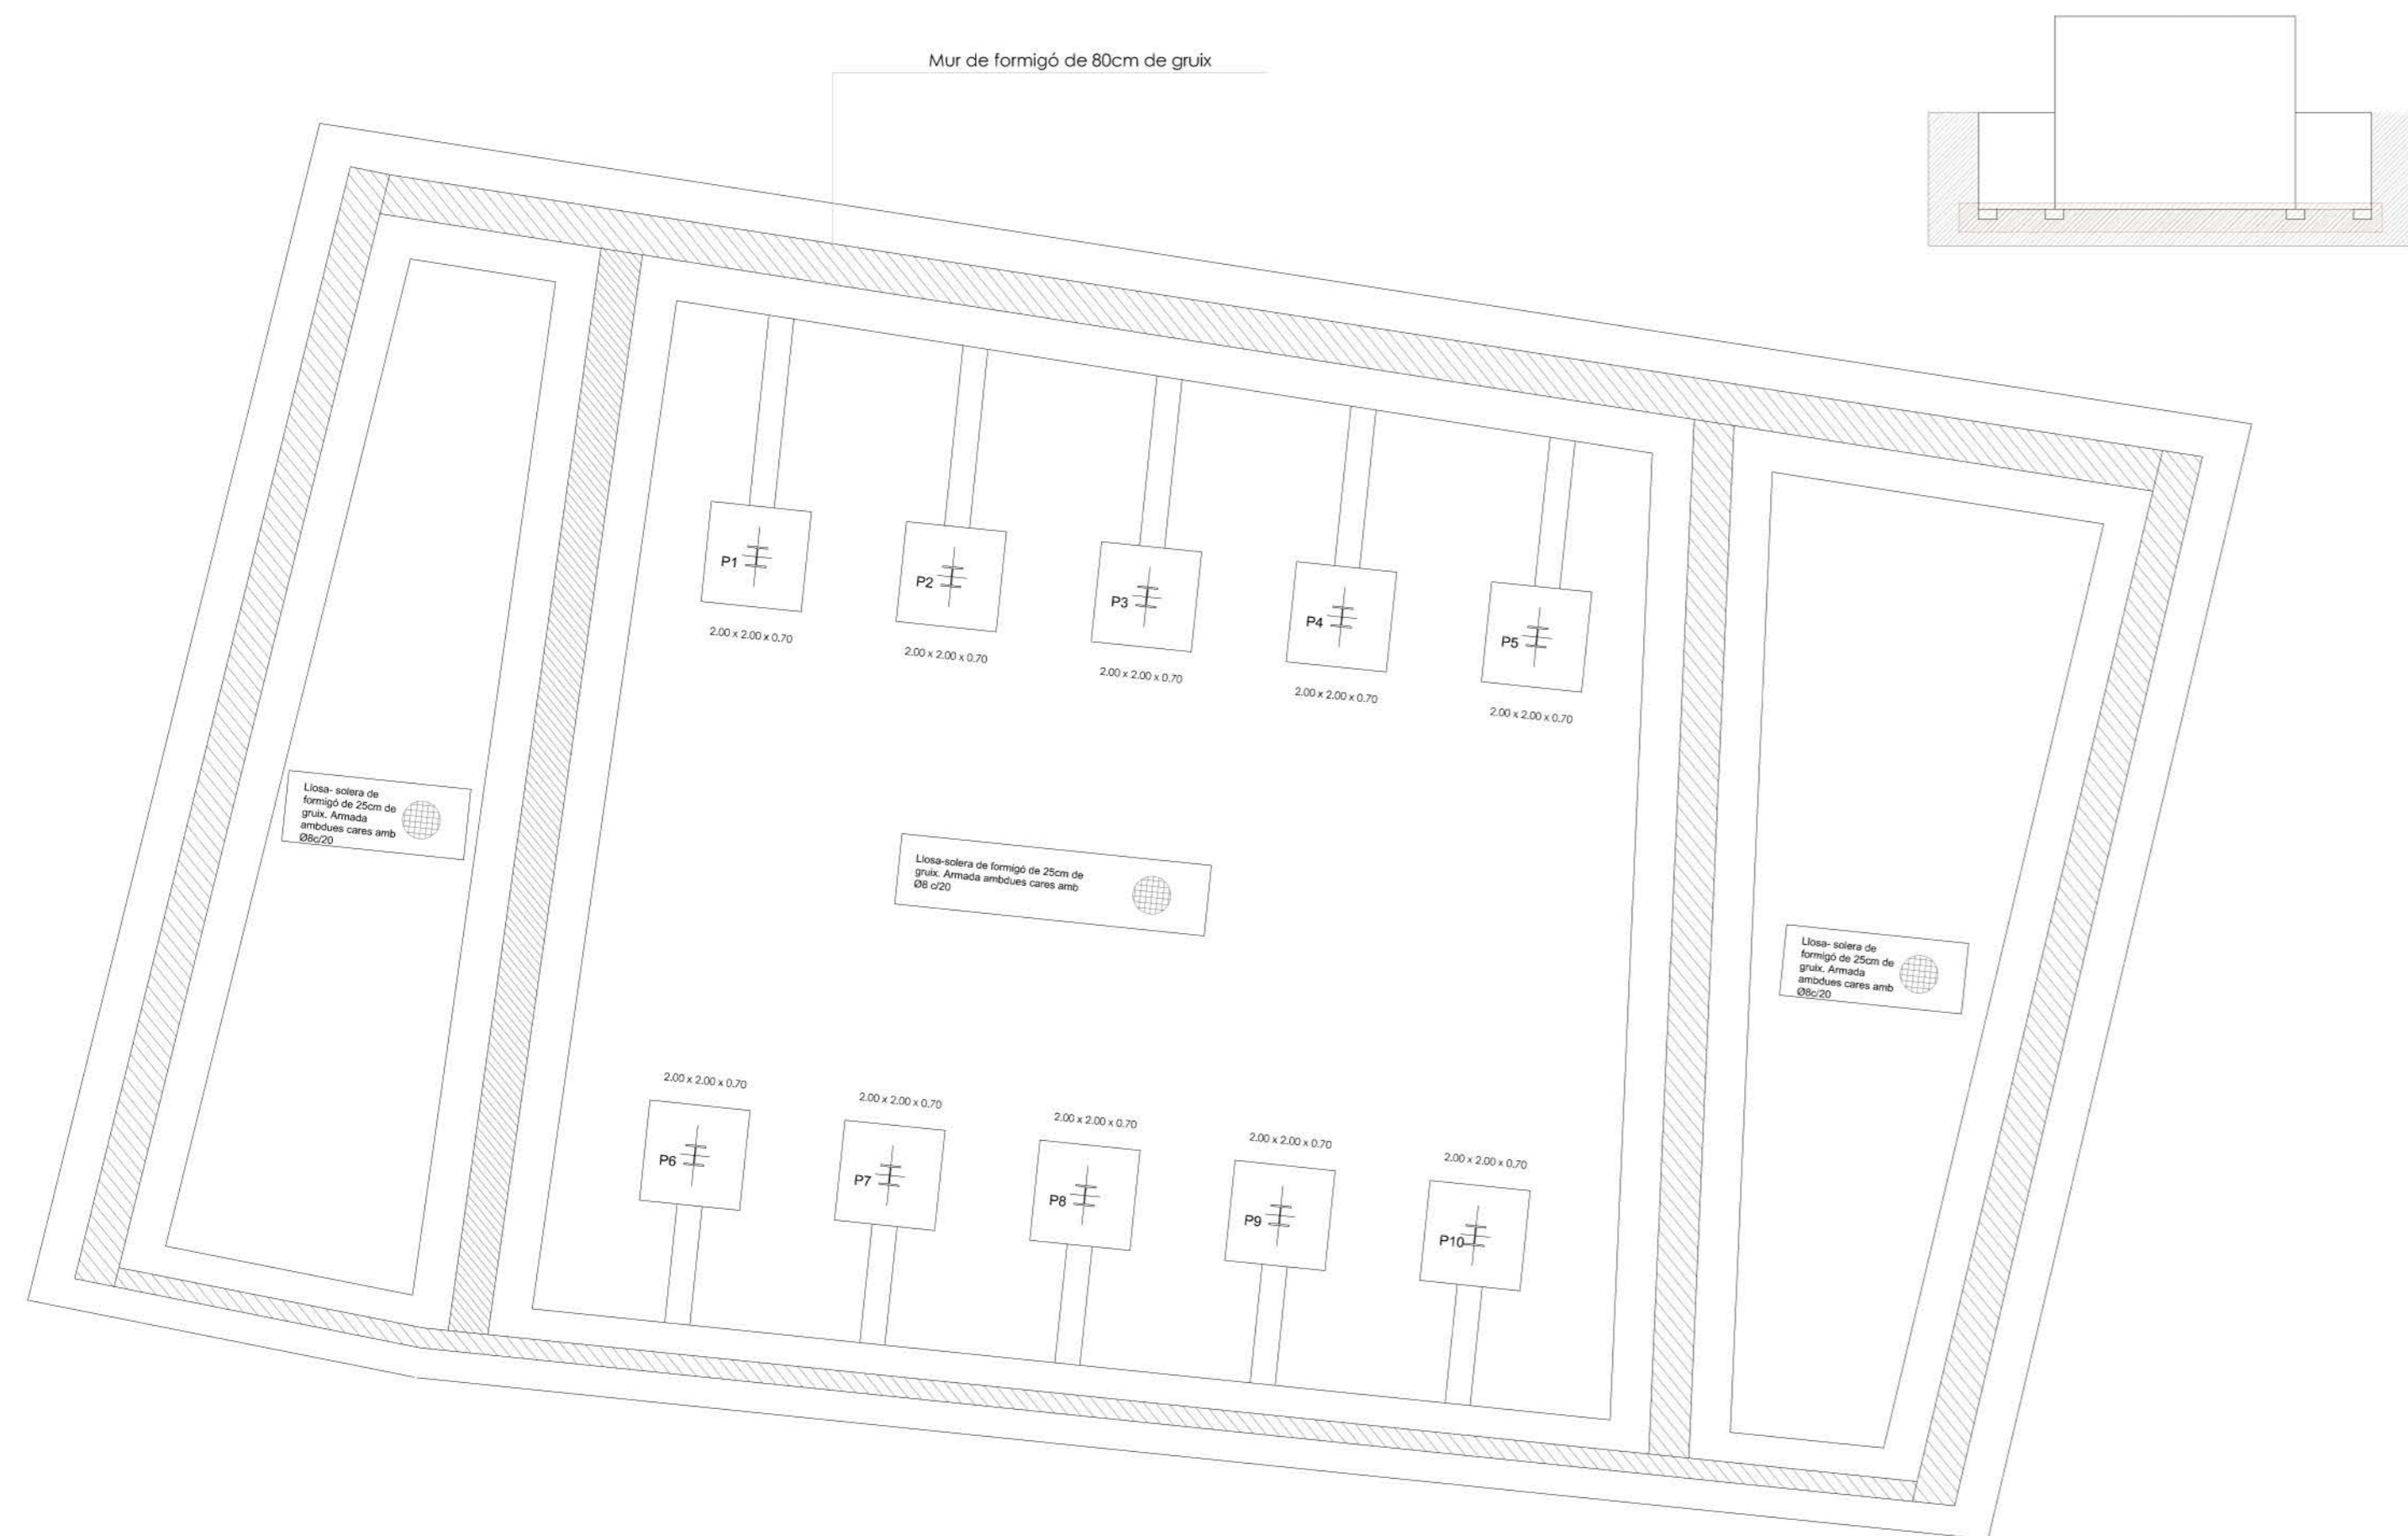 Mur de formigó de 80cm de gruix
P1
2.00 x 2.00 x 0.70
P2
2.00 x 2.00 x 0.70
P3
2.00 x 2.00 x 0.70
P4
2.00 x 2.00 x 0.70
P5
2.00 x 2.00 x 0.70
Llosa- solera de
formigó de 25cm de
gruix. Armada
ambdues cares amb
Ø8c/20
Llosa-solera de formigó de 25cm de
gruix. Armada ambdues cares amb
Ø8 c/20
Llosa- solera de
formigó de 25cm de
gruix. Armada
ambdues cares amb
Ø8c/20
2.00 x 2.00 x 0.70
P6
2.00 x 2.00 x 0.70
P7
2.00 x 2.00 x 0.70
P8
2.00 x 2.00 x 0.70
P9
2.00 x 2.00 x 0.70
P10